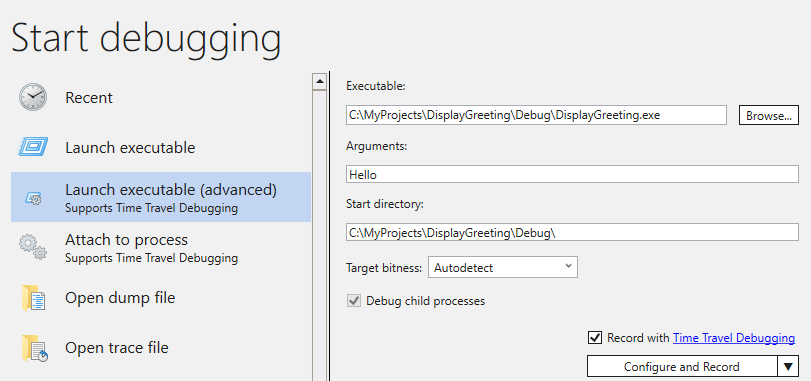 Start debugging
Recent
Launch executable
Launch executable (advanced)
Supports Time Travel Debugging
Attach to process
Supports Time Travel Debugging
Open dump file
Open trace file
Executable:
C:\MyProjects\DisplayGreeting\Debug\DisplayGreeting.exe
Browse...
Arguments:
Hello
Start directory:
C:\MyProjects\DisplayGreeting\Debug\
Target bitness: Autodetect
Debug child processes
Record with Time Travel Debugging
Configure and Record